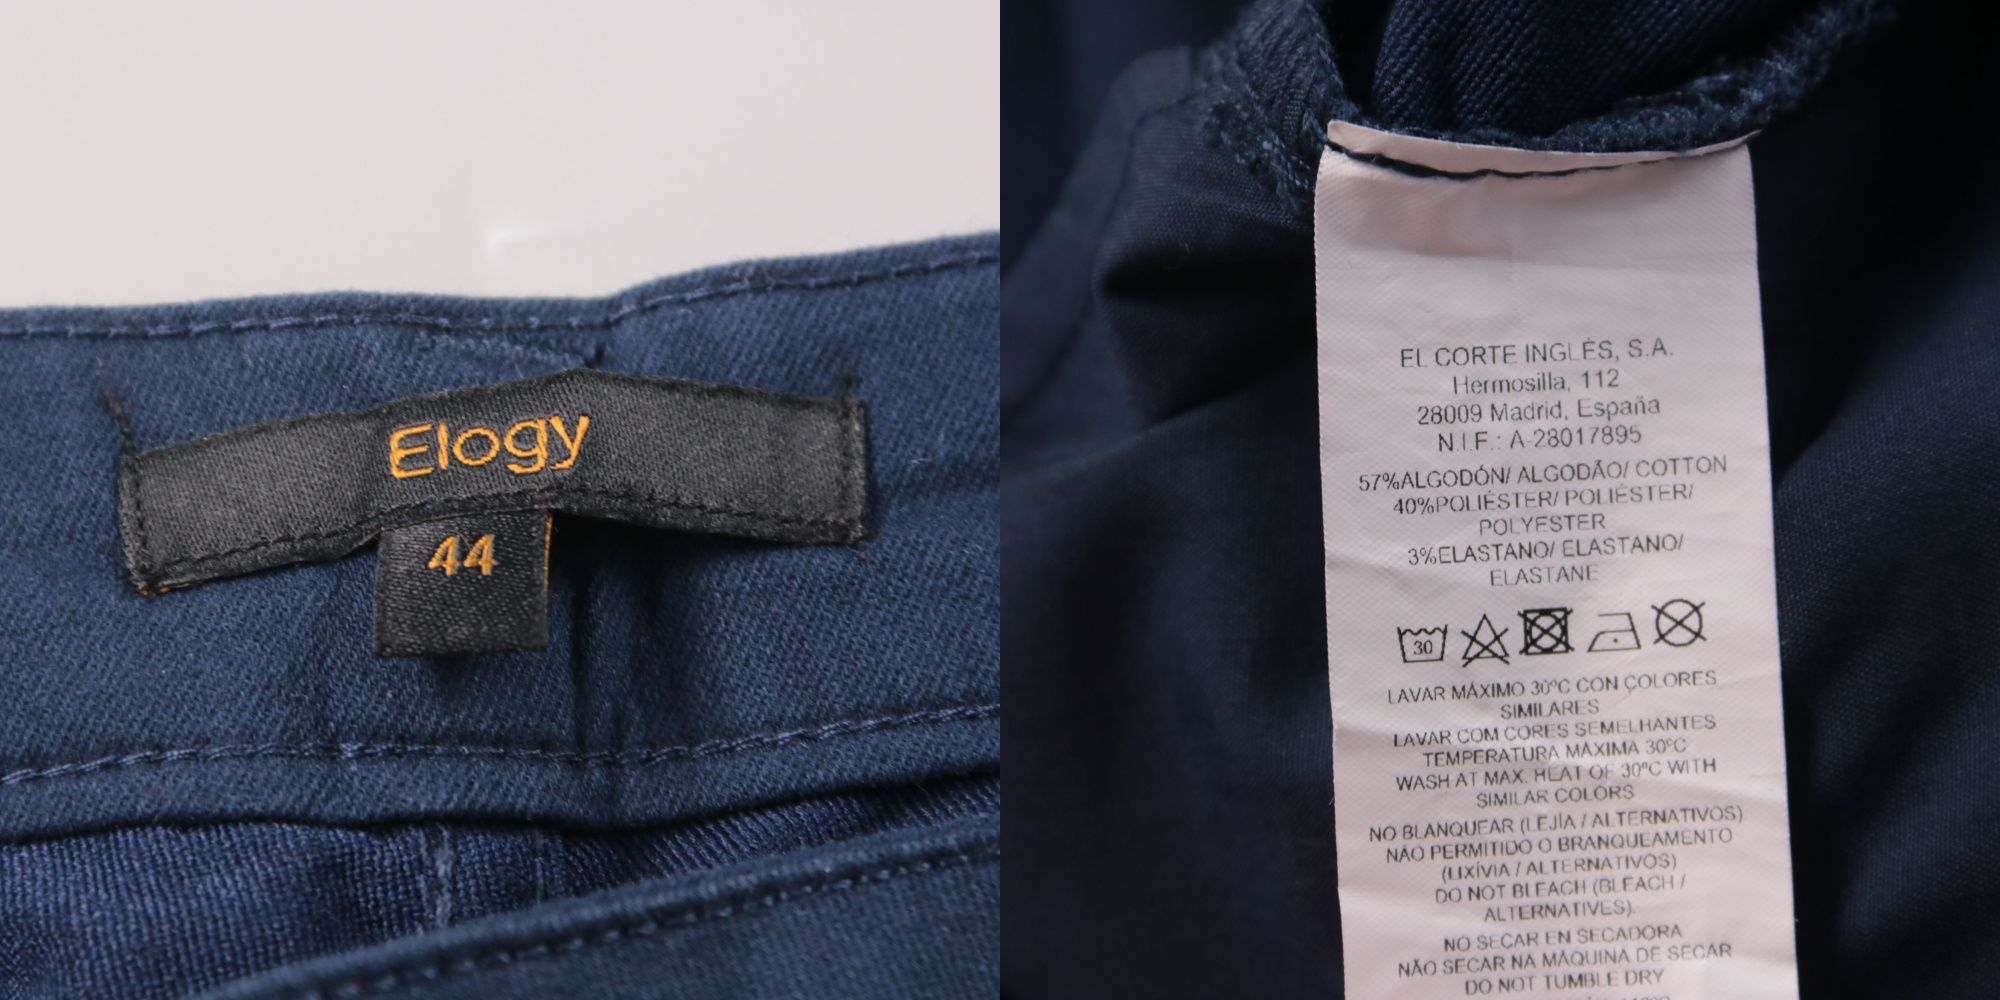 Elogy
44
EL CORTE INGLÉS, S.A.
Hermosilla, 112
28009 Madrid, España
N.I.F.: A-28017895
57%ALGODÓN/ ALGODÃO/ COTTON
40%POLIÉSTER/ POLIÉSTER/
POLYESTER
3%ELASTANO/ ELASTANO/
ELASTANE
30
LAVAR MÁXIMO 30ºC CON COLORES
SIMILARES
LAVAR COM CORES SEMELHANTES
TEMPERATURA MÁXIMA 30ºC
WASH AT MAX. HEAT OF 30ºC WITH
SIMILAR COLORS
NO BLANQUEAR (LEJÍA / ALTERNATIVOS)
NÃO PERMITIDO O BRANQUEAMENTO
(LIXÍVIA / ALTERNATIVOS)
DO NOT BLEACH (BLEACH /
ALTERNATIVES).
NO SECAR EN SECADORA
NÃO SECAR NA MÁQUINA DE SECAR
DO NOT TUMBLE DRY